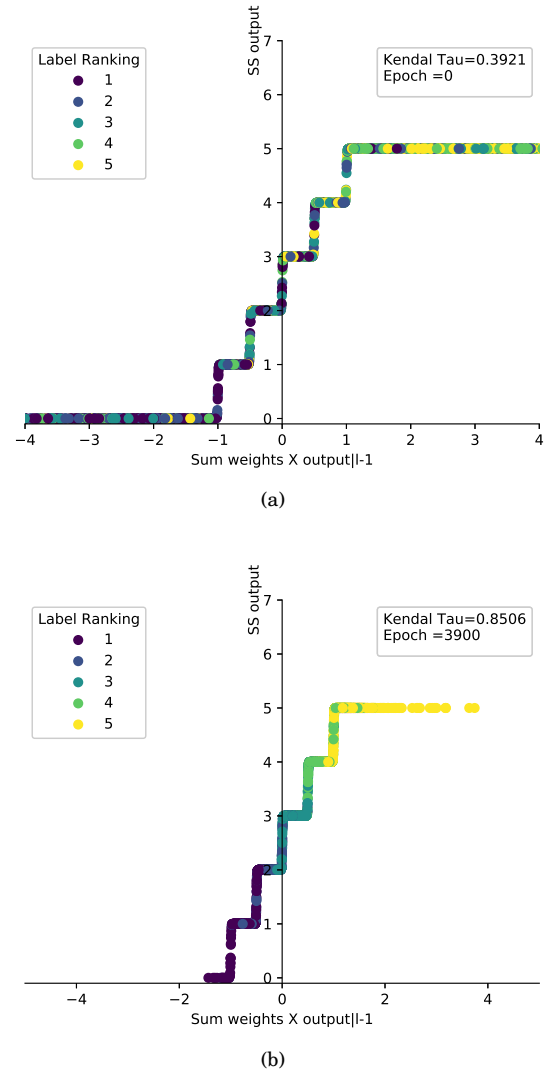 SS output
7
Label Ranking
1
2
3
4
5
Kendal Tau=0.3921
Epoch =0
6
5
4
3
2
1
0
−4 −3 −2 −1 0 1 2 3 4
Sum weights X output|l-1
(a)
SS output
7
Label Ranking
1
2
3
4
5
Kendal Tau=0.8506
Epoch =3900
6
5
4
3
2
1
0
−4 −2 0 2 4
Sum weights X output|l-1
(b)